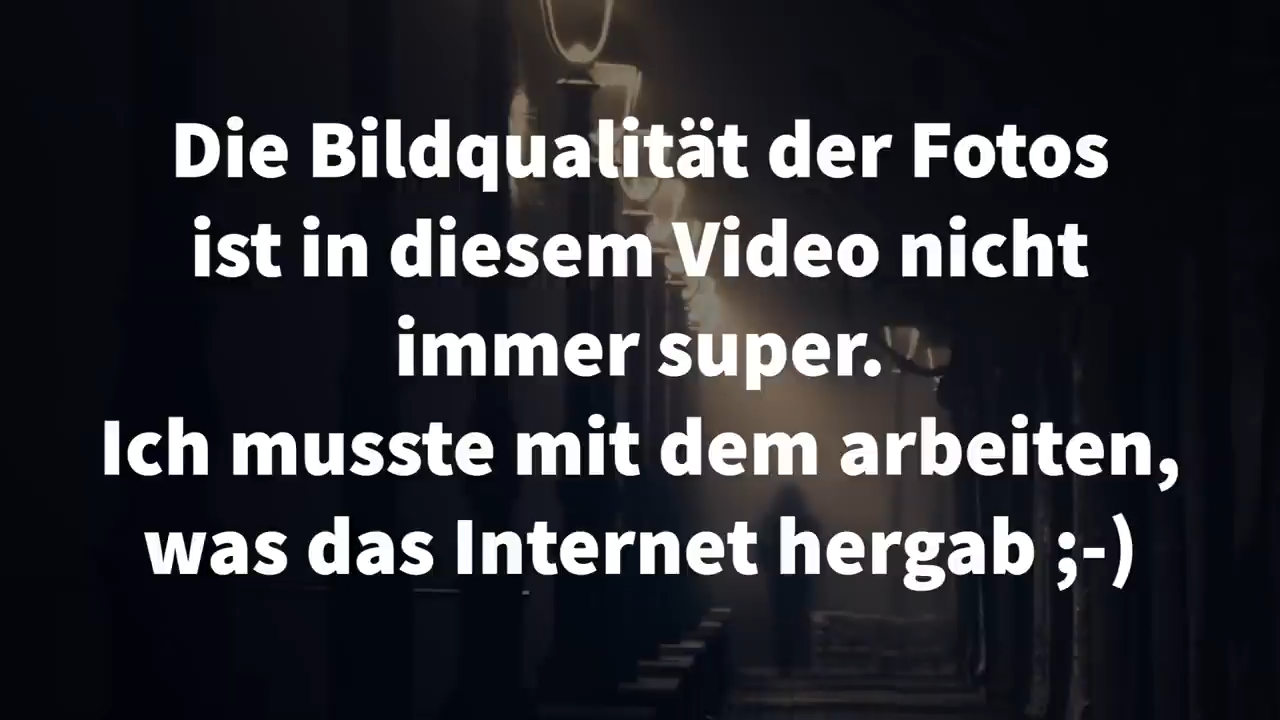 Die Bildqualität der Fotos
ist in diesem Video nicht
immer super.
Ich musste mit dem arbeiten,
was das Internet hergab ;-)